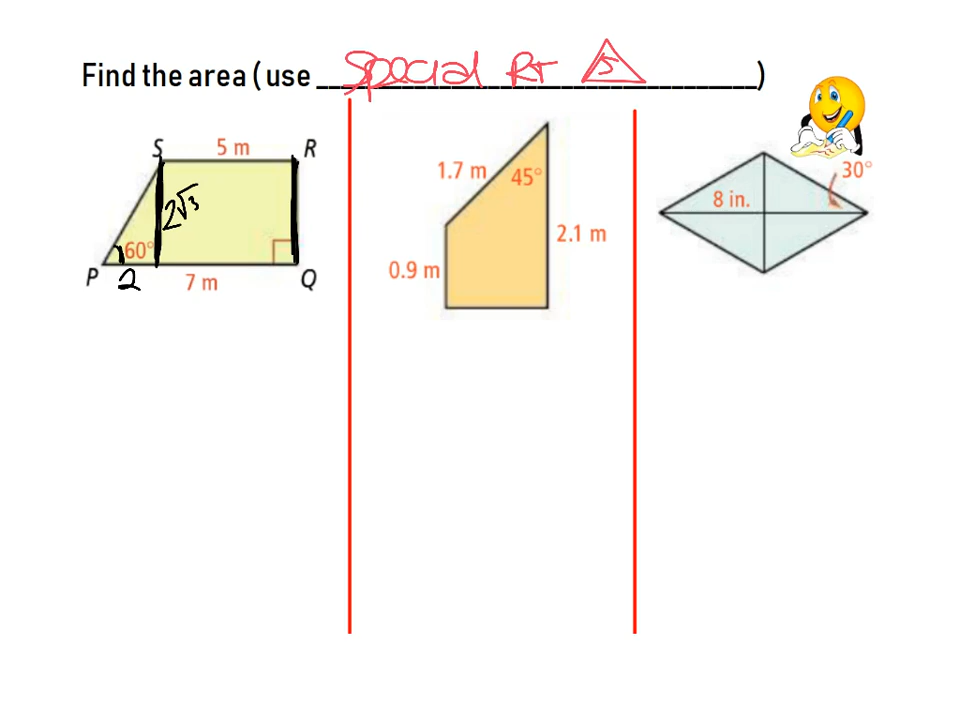 Find the area ( use Special Rt △s )
S 5 m R
2√3
60°
P 2 7 m Q
1.7 m 45°
2.1 m
0.9 m
30°
8 in.